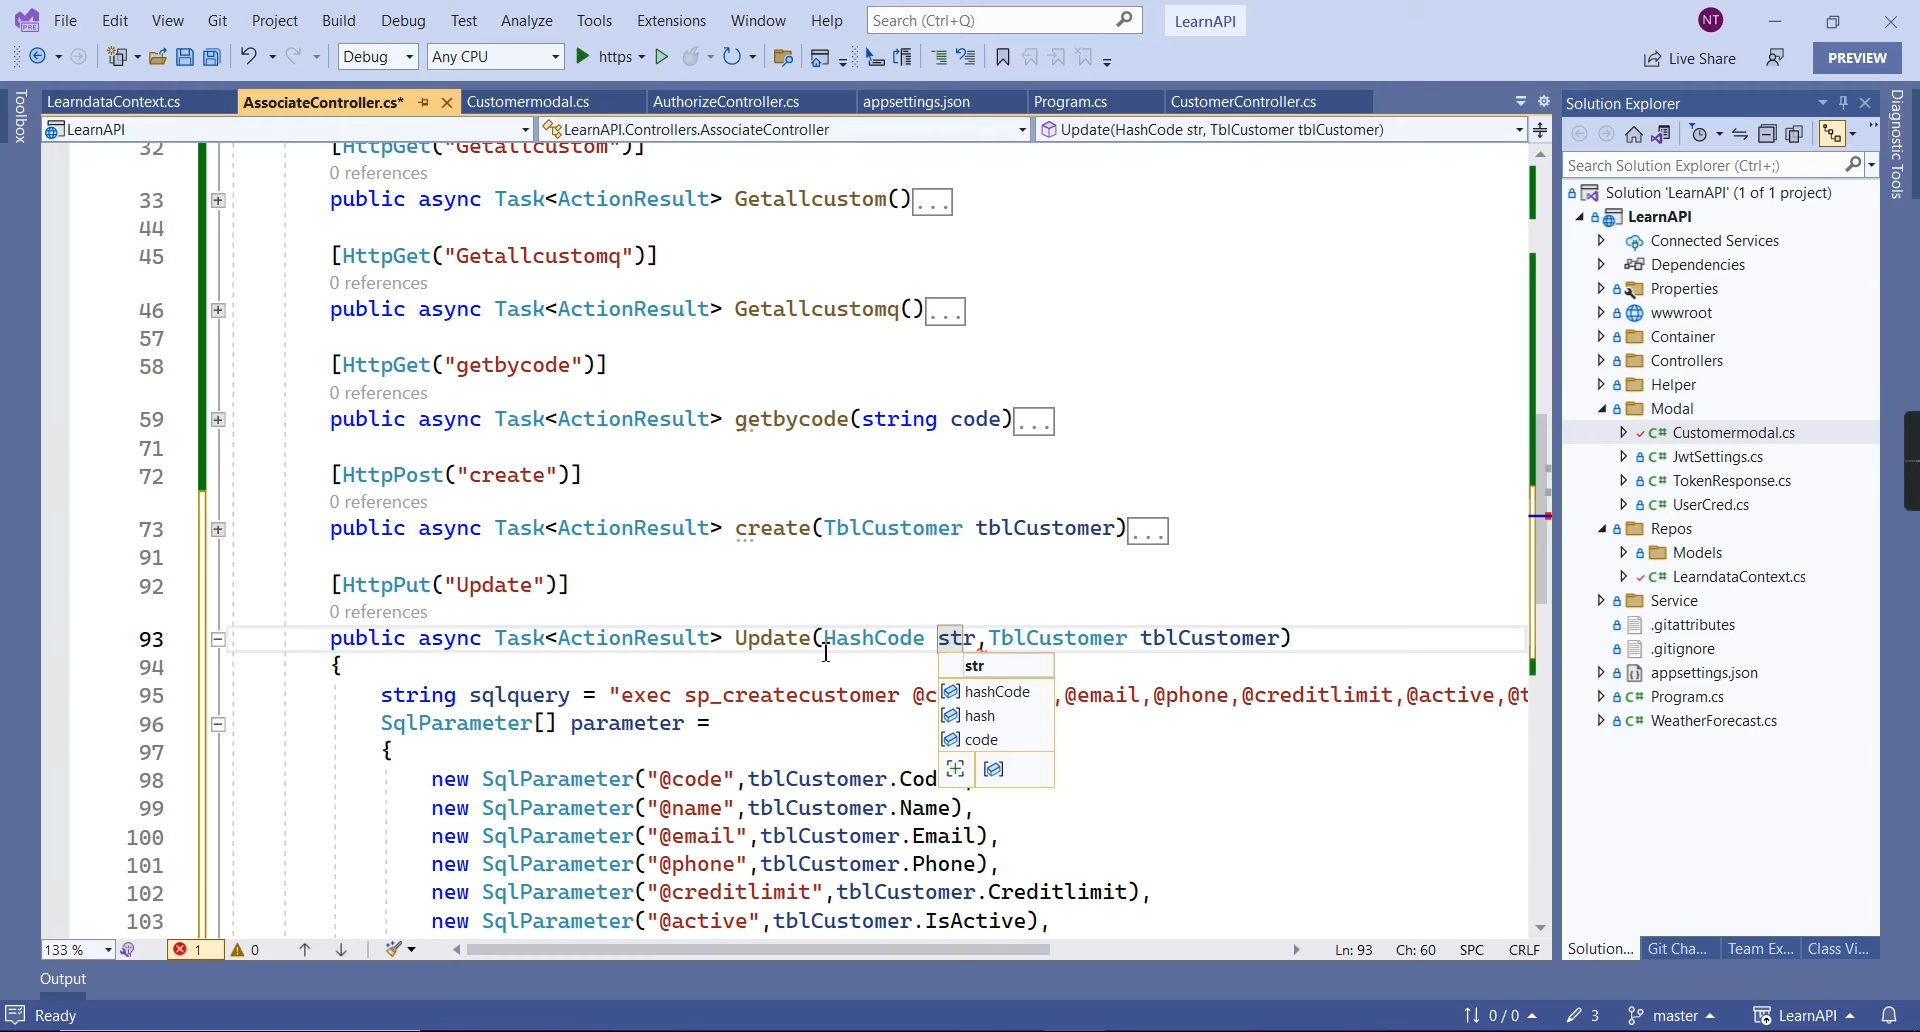 File Edit View Git Project Build Debug Test Analyze Tools Extensions Window Help Search (Ctrl+Q) LearnAPI NT
Debug Any CPU https Live Share PREVIEW
Toolbox
LearndataContext.cs AssociateController.cs* Customermodal.cs AuthorizeController.cs appsettings.json Program.cs CustomerController.cs
LearnAPI LearnAPI.Controllers.AssociateController Update(HashCode str, TblCustomer tblCustomer)
32 [HttpGet("Getallcustom")]
0 references
33 public async Task<ActionResult> Getallcustom()...
44
45 [HttpGet("Getallcustomq")]
0 references
46 public async Task<ActionResult> Getallcustomq()...
57
58 [HttpGet("getbycode")]
0 references
59 public async Task<ActionResult> getbycode(string code)...
71
72 [HttpPost("create")]
0 references
73 public async Task<ActionResult> create(TblCustomer tblCustomer)...
91
92 [HttpPut("Update")]
0 references
93 public async Task<ActionResult> Update(HashCode str,TblCustomer tblCustomer)
94 {
95 string sqlquery = "exec sp_createcustomer @c ,@email,@phone,@creditlimit,@active,@t
96 SqlParameter[] parameter =
97 {
98 new SqlParameter("@code",tblCustomer.Cod
99 new SqlParameter("@name",tblCustomer.Name),
100 new SqlParameter("@email",tblCustomer.Email),
101 new SqlParameter("@phone",tblCustomer.Phone),
102 new SqlParameter("@creditlimit",tblCustomer.Creditlimit),
103 new SqlParameter("@active",tblCustomer.IsActive),
str
hashCode
hash
code
133 % 1 0 Ln: 93 Ch: 60 SPC CRLF
Output
Ready 0 / 0 3 master LearnAPI
Solution Explorer
Search Solution Explorer (Ctrl+;)
Solution 'LearnAPI' (1 of 1 project)
LearnAPI
Connected Services
Dependencies
Properties
wwwroot
Container
Controllers
Helper
Modal
C# Customermodal.cs
C# JwtSettings.cs
C# TokenResponse.cs
C# UserCred.cs
Repos
Models
C# LearndataContext.cs
Service
.gitattributes
.gitignore
appsettings.json
C# Program.cs
C# WeatherForecast.cs
Solution... Git Cha... Team Ex... Class Vi...
Diagnostic Tools